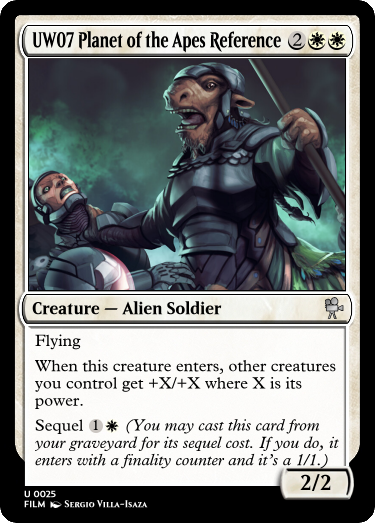 UW07 Planet of the Apes Reference 2
Creature — Alien Soldier
Flying
When this creature enters, other creatures
you control get +X/+X where X is its
power.
Sequel 1 (You may cast this card from
your graveyard for its sequel cost. If you do, it
enters with a finality counter and it's a 1/1.)
2/2
U 0025
FILM Sergio Villa-Isaza